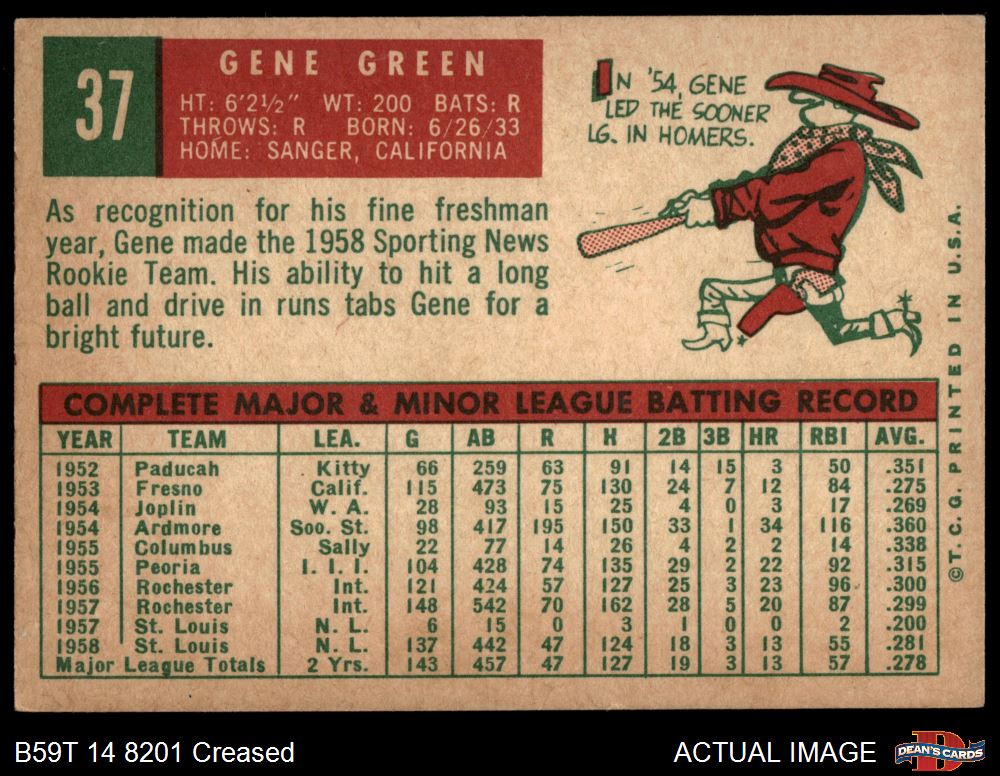 37
GENE GREEN
HT: 6'2½" WT: 200 BATS: R
THROWS: R BORN: 6/26/33
HOME: SANGER, CALIFORNIA
IN '54, GENE
LED THE SOONER
LG. IN HOMERS.
As recognition for his fine freshman
year, Gene made the 1958 Sporting News
Rookie Team. His ability to hit a long
ball and drive in runs tabs Gene for a
bright future.
COMPLETE MAJOR & MINOR LEAGUE BATTING RECORD
YEAR TEAM LEA. G AB R H 2B 3B HR RBI AVG.
1952 Paducah Kitty 66 259 63 91 14 15 3 50 .351
1953 Fresno Calif. 115 473 75 130 24 7 12 84 .275
1954 Joplin W. A. 28 93 15 25 4 0 3 17 .269
1954 Ardmore Soo. St. 98 417 195 150 33 1 34 116 .360
1955 Columbus Sally 22 77 14 26 4 2 2 14 .338
1955 Peoria I. I. I. 104 428 74 135 29 2 22 92 .315
1956 Rochester Int. 121 424 57 127 25 3 23 96 .300
1957 Rochester Int. 148 542 70 162 28 5 20 87 .299
1957 St. Louis N. L. 6 15 0 3 1 0 0 2 .200
1958 St. Louis N. L. 137 442 47 124 18 3 13 55 .281
Major League Totals 2 Yrs. 143 457 47 127 19 3 13 57 .278
©T. C. G. PRINTED IN U.S.A.
B59T 14 8201 Creased
ACTUAL IMAGE
D
DEAN'S CARDS